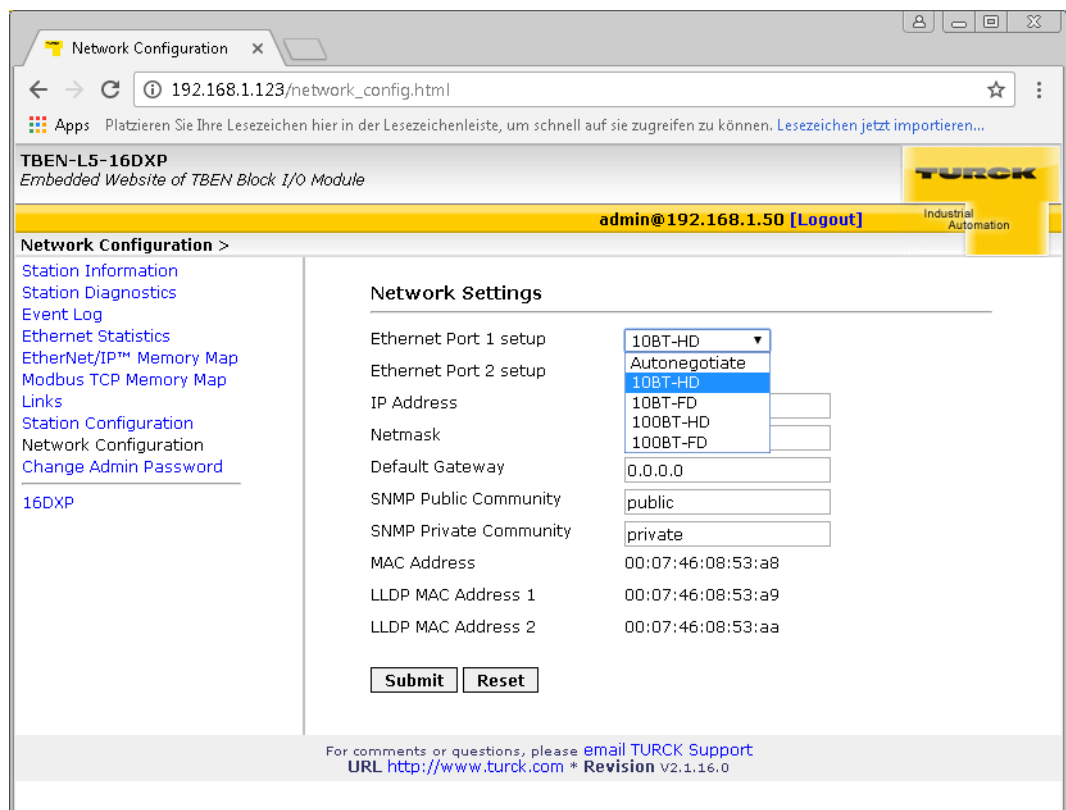 Network Configuration
192.168.1.123/network_config.html
Apps Platzieren Sie Ihre Lesezeichen hier in der Lesezeichenleiste, um schnell auf sie zugreifen zu können. Lesezeichen jetzt importieren...
TBEN-L5-16DXP
Embedded Website of TBEN Block I/O Module
TURCK
Industrial
Automation
admin@192.168.1.50 [Logout]
Network Configuration >
Station Information
Station Diagnostics
Event Log
Ethernet Statistics
EtherNet/IP™ Memory Map
Modbus TCP Memory Map
Links
Station Configuration
Network Configuration
Change Admin Password
16DXP
Network Settings
Ethernet Port 1 setup 10BT-HD
Autonegotiate
10BT-HD
10BT-FD
100BT-HD
100BT-FD
Ethernet Port 2 setup
IP Address
Netmask
Default Gateway 0.0.0.0
SNMP Public Community public
SNMP Private Community private
MAC Address 00:07:46:08:53:a8
LLDP MAC Address 1 00:07:46:08:53:a9
LLDP MAC Address 2 00:07:46:08:53:aa
Submit Reset
For comments or questions, please email TURCK Support
URL http://www.turck.com * Revision V2.1.16.0